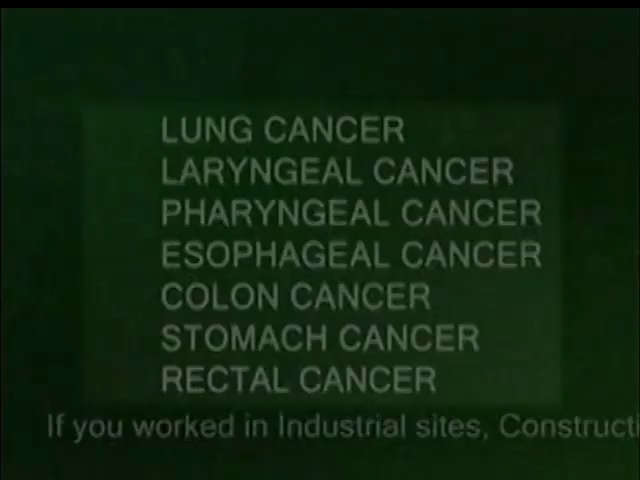 LUNG CANCER
LARYNGEAL CANCER
PHARYNGEAL CANCER
ESOPHAGEAL CANCER
COLON CANCER
STOMACH CANCER
RECTAL CANCER
If you worked in Industrial sites, Constructi